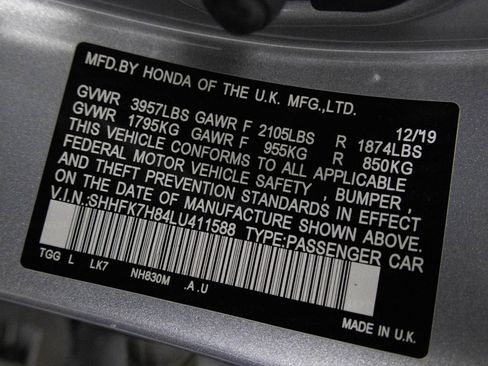 MFD.BY HONDA OF THE U.K. MFG.,LTD.
12/19
GVWR 3957LBS GAWR F 2105LBS R 1874LBS
GVWR 1795KG GAWR F 955KG R 850KG
THIS VEHICLE CONFORMS TO ALL APPLICABLE
FEDERAL MOTOR VEHICLE SAFETY , BUMPER ,
AND THEFT PREVENTION STANDARDS IN EFFECT
ON THE DATE OF MANUFACTURE SHOWN ABOVE.
V.I.N:SHHFK7H84LU411588 TYPE:PASSENGER CAR
TGG L LK7 NH830M .A.U
MADE IN U.K.